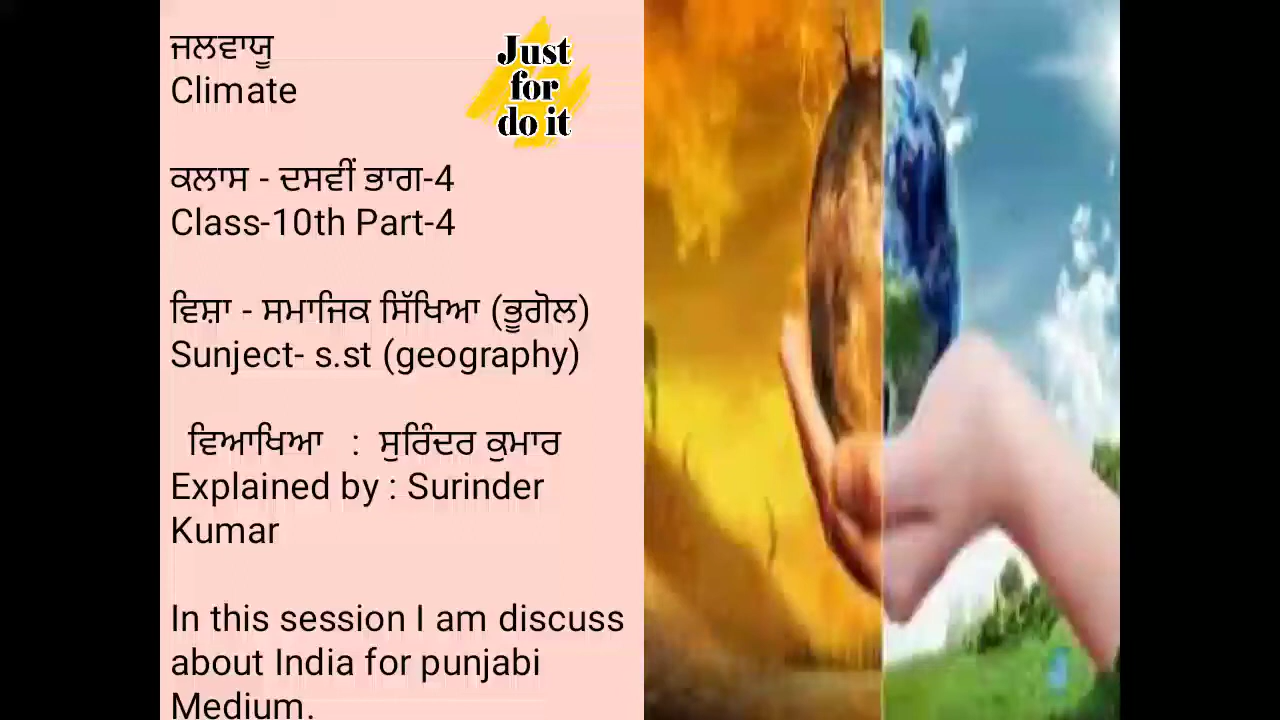 ਜਲਵਾਯੂ
Climate
Just
for
do it
ਕਲਾਸ - ਦਸਵੀਂ ਭਾਗ-4
Class-10th Part-4
ਵਿਸ਼ਾ - ਸਮਾਜਿਕ ਸਿੱਖਿਆ (ਭੂਗੋਲ)
Sunject- s.st (geography)
ਵਿਆਖਿਆ : ਸੁਰਿੰਦਰ ਕੁਮਾਰ
Explained by : Surinder
Kumar
In this session I am discuss
about India for punjabi
Medium.